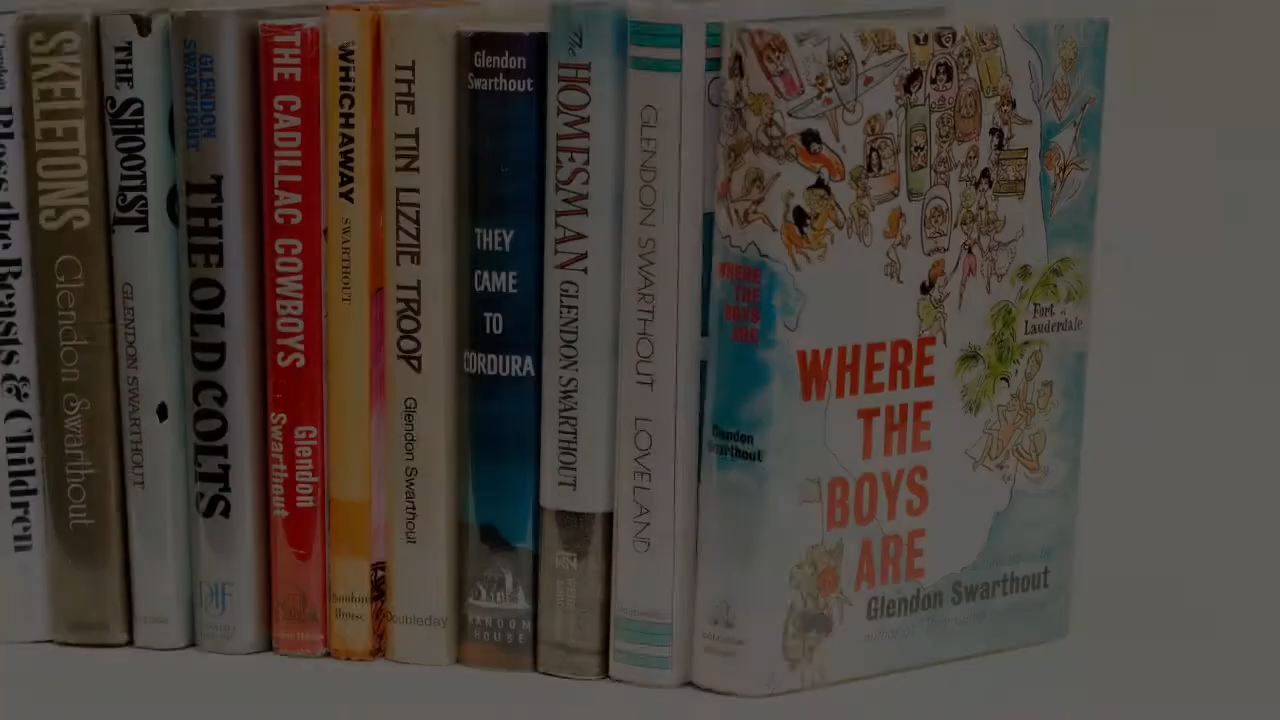 Bless the Beasts & Children
SKELETONS Glendon Swarthout
THE SHOOTIST
GLENDON SWARTHOUT
GLENDON
SWARTHOUT
THE OLD COLTS
THE CADILLAC COWBOYS
Glendon
Swarthout
WHICHAWAY SWARTHOUT
Random
House
THE TIN LIZZIE TROOP Glendon Swarthout
Doubleday
Glendon
Swarthout
THEY
CAME
TO
CORDURA
RANDOM
HOUSE
The HOMESMAN GLENDON SWARTHOUT
GLENDON SWARTHOUT LOVELAND
WHERE
THE
BOYS
ARE
Glendon
Swarthout
Fort
Lauderdale
WHERE
THE
BOYS
ARE
Glendon Swarthout